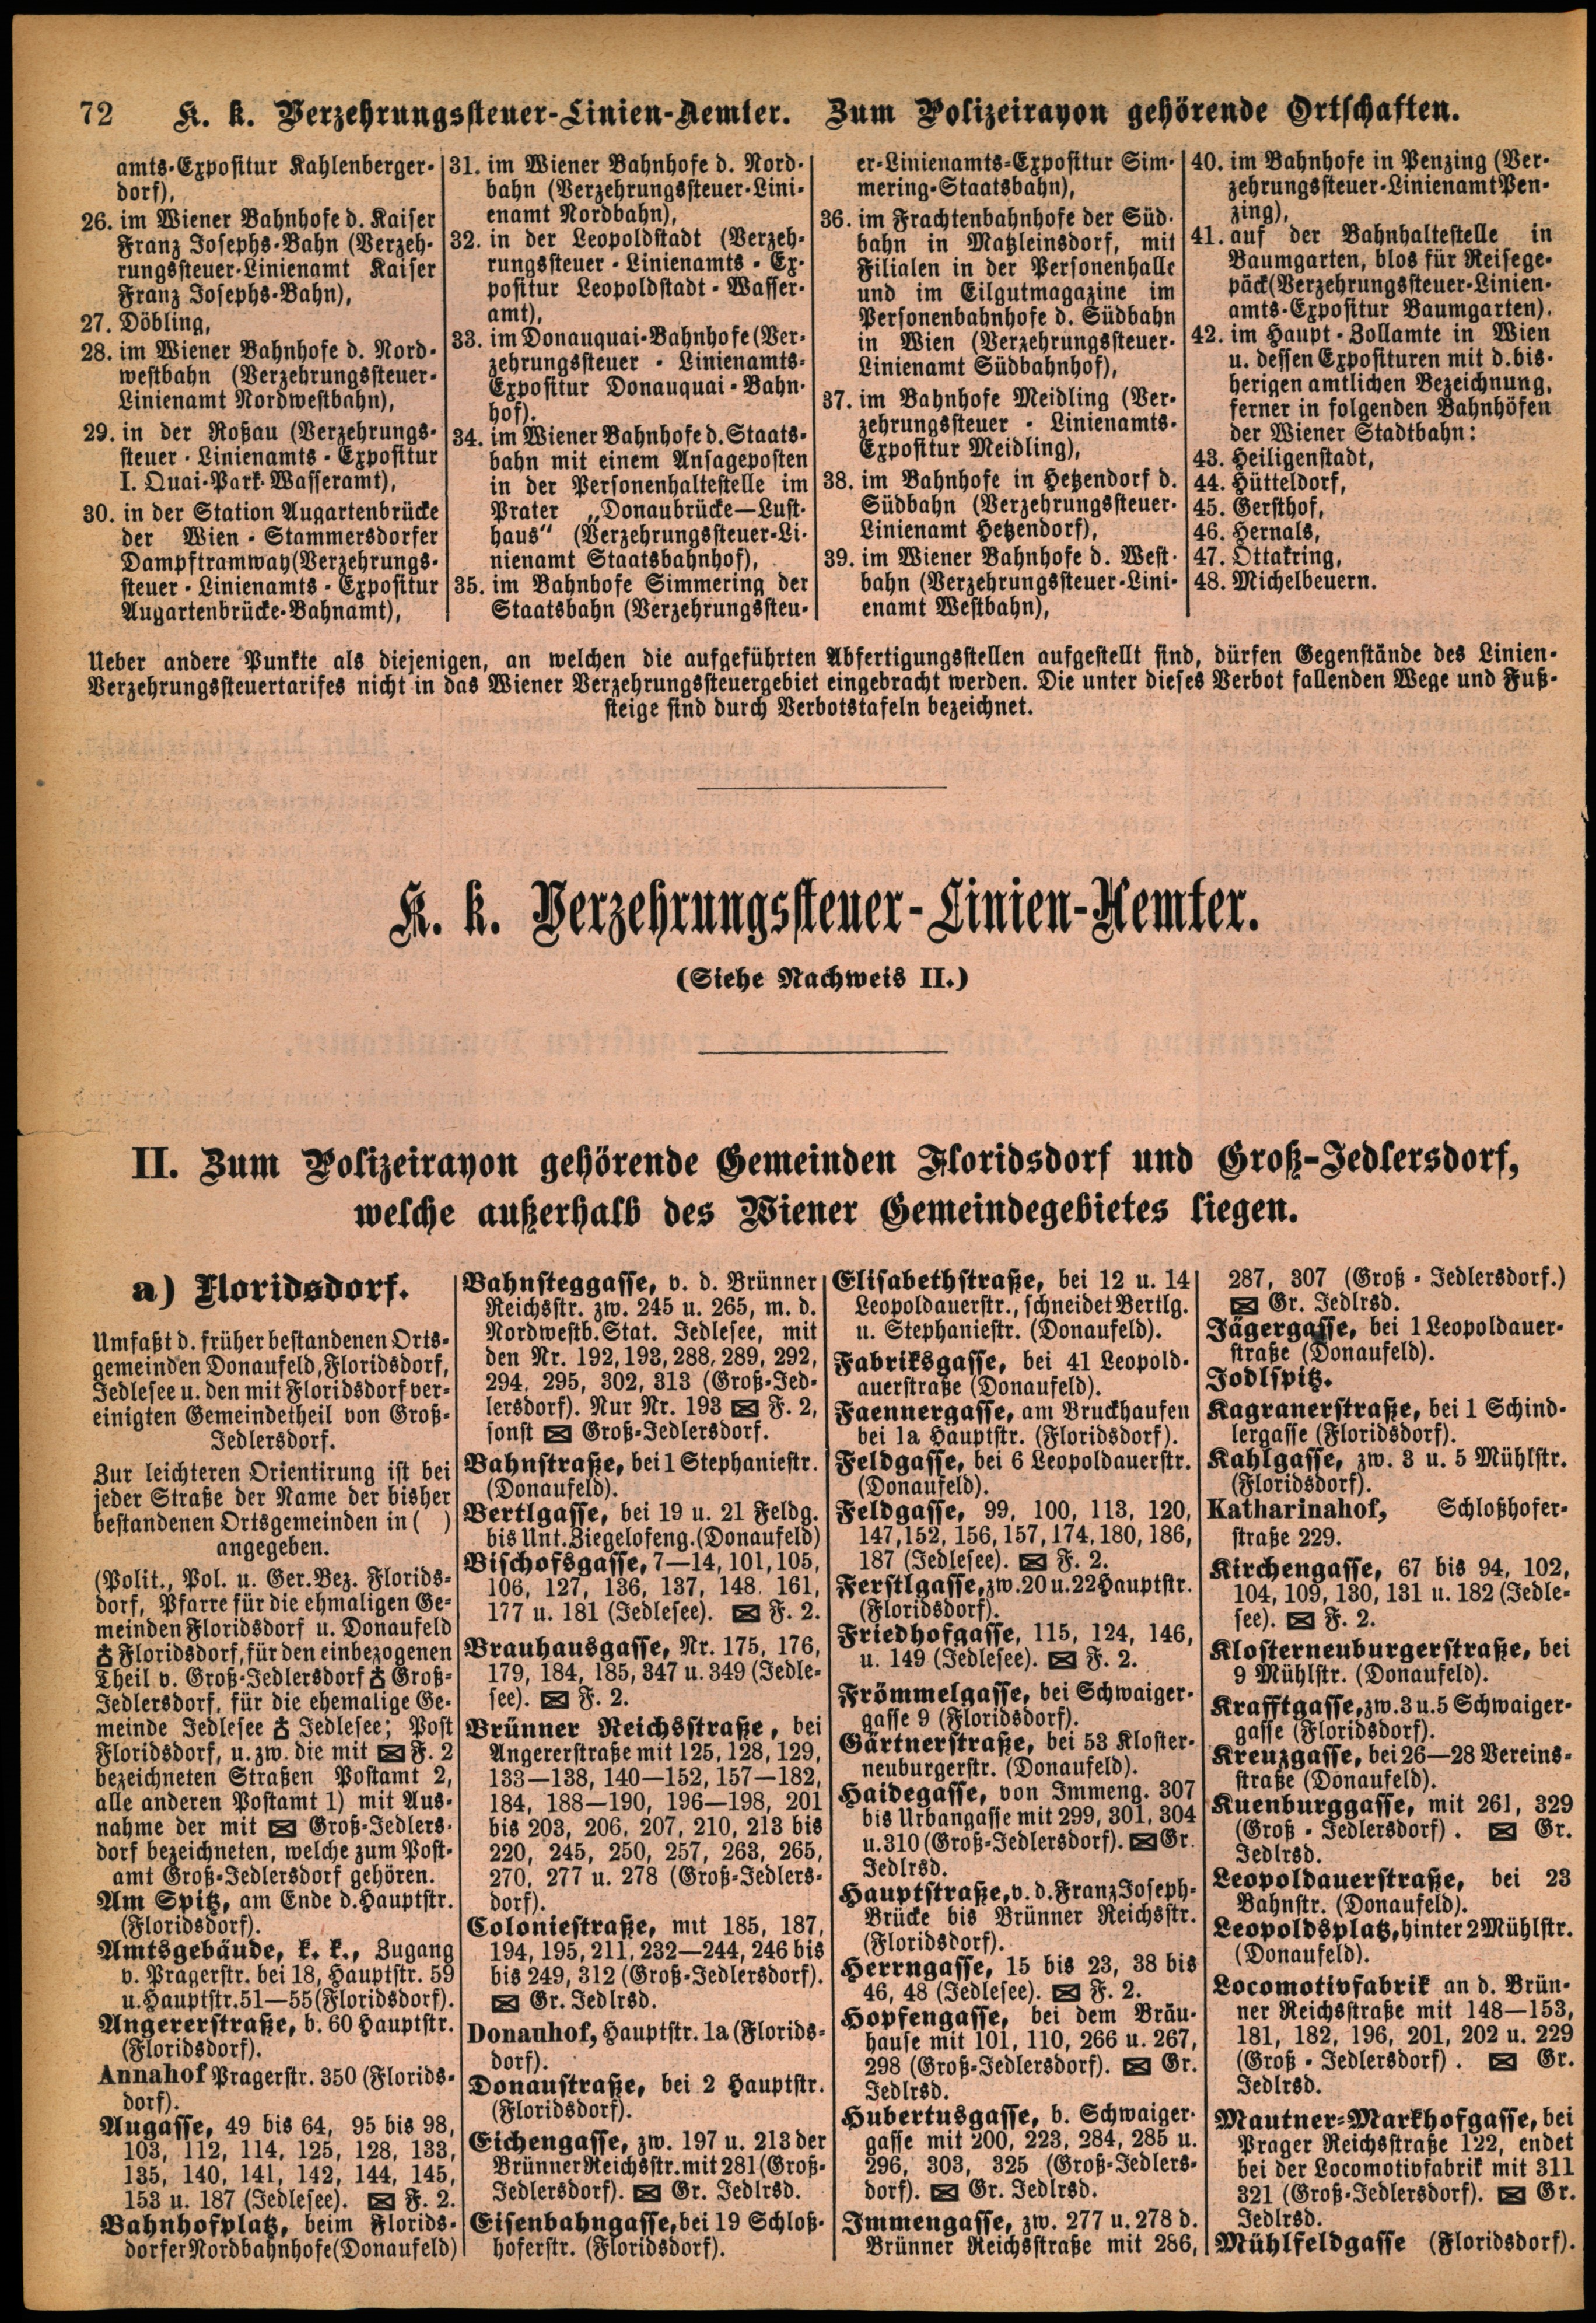 72 K. k. Verzehrungssteuer-Linien-Aemter. Zum Polizeirayon gehörende Ortschaften.
amts-Expositur Kahlenberger-
dorf),
26. im Wiener Bahnhofe d. Kaiser
Franz Josephs-Bahn (Verzeh-
rungssteuer-Linienamt Kaiser
Franz Josephs-Bahn),
27. Döbling,
28. im Wiener Bahnhofe d. Nord-
westbahn (Verzehrungssteuer-
Linienamt Nordwestbahn),
29. in der Roßau (Verzehrungs-
steuer-Linienamts-Expositur
I. Quai-Park-Wasseramt),
30. in der Station Augartenbrücke
der Wien-Stammersdorfer
Dampftramway (Verzehrungs-
steuer-Linienamts-Expositur
Augartenbrücke-Bahnamt),
31. im Wiener Bahnhofe d. Nord-
bahn (Verzehrungssteuer-Lini-
enamt Nordbahn),
32. in der Leopoldstadt (Verzeh-
rungssteuer-Linienamts-Ex-
positur Leopoldstadt-Wasser-
amt),
33. im Donauquai-Bahnhofe (Ver-
zehrungssteuer-Linienamts-
Expositur Donauquai-Bahn-
hof).
34. im Wiener Bahnhofe d. Staats-
bahn mit einem Ansageposten
in der Personenhaltestelle im
Prater „Donaubrücke—Lust-
haus“ (Verzehrungssteuer-Li-
nienamt Staatsbahnhof),
35. im Bahnhofe Simmering der
Staatsbahn (Verzehrungssteu-
er-Linienamts-Expositur Sim-
mering-Staatsbahn),
36. im Frachtenbahnhofe der Süd-
bahn in Matzleinsdorf, mit
Filialen in der Personenhalle
und im Eilgutmagazine im
Personenbahnhofe d. Südbahn
in Wien (Verzehrungssteuer-
Linienamt Südbahnhof),
37. im Bahnhofe Meidling (Ver-
zehrungssteuer-Linienamts-
Expositur Meidling),
38. im Bahnhofe in Hetzendorf d.
Südbahn (Verzehrungssteuer-
Linienamt Hetzendorf),
39. im Wiener Bahnhofe d. West-
bahn (Verzehrungssteuer-Lini-
enamt Westbahn),
40. im Bahnhofe in Penzing (Ver-
zehrungssteuer-Linienamt Pen-
zing),
41. auf der Bahnhaltestelle in
Baumgarten, blos für Reisege-
päck (Verzehrungssteuer-Linien-
amts-Expositur Baumgarten).
42. im Haupt-Zollamte in Wien
u. dessen Exposituren mit d. bis-
herigen amtlichen Bezeichnung,
ferner in folgenden Bahnhöfen
der Wiener Stadtbahn:
43. Heiligenstadt,
44. Hütteldorf,
45. Gersthof,
46. Hernals,
47. Ottakring,
48. Michelbeuern.
Ueber andere Punkte als diejenigen, an welchen die aufgeführten Abfertigungsstellen aufgestellt sind, dürfen Gegenstände des Linien-
Verzehrungssteuertarifes nicht in das Wiener Verzehrungssteuergebiet eingebracht werden. Die unter dieses Verbot fallenden Wege und Fuß-
steige sind durch Verbotstafeln bezeichnet.
K. k. Verzehrungssteuer-Linien-Aemter.
(Siehe Nachweis II.)
II. Zum Polizeirayon gehörende Gemeinden Floridsdorf und Groß-Jedlersdorf,
welche außerhalb des Wiener Gemeindegebietes liegen.
a) Floridsdorf.
Umfaßt d. früher bestandenen Orts-
gemeinden Donaufeld, Floridsdorf,
Jedlesee u. den mit Floridsdorf ver-
einigten Gemeindetheil von Groß-
Jedlersdorf.
Zur leichteren Orientirung ist bei
jeder Straße der Name der bisher
bestandenen Ortsgemeinden in ( )
angegeben.
(Polit., Pol. u. Ger. Bez. Florids-
dorf, Pfarre für die ehmaligen Ge-
meinden Floridsdorf u. Donaufeld
♁ Floridsdorf, für den einbezogenen
Theil v. Groß-Jedlersdorf ♁ Groß-
Jedlersdorf, für die ehemalige Ge-
meinde Jedlesee ♁ Jedlesee; Post
Floridsdorf, u. zw. die mit ✉ F. 2
bezeichneten Straßen Postamt 2,
alle anderen Postamt 1) mit Aus-
nahme der mit ✉ Groß-Jedlers-
dorf bezeichneten, welche zum Post-
amt Groß-Jedlersdorf gehören.
Am Spitz, am Ende d. Hauptstr.
(Floridsdorf).
Amtsgebäude, k. k., Zugang
v. Pragerstr. bei 18, Hauptstr. 59
u. Hauptstr. 51—55 (Floridsdorf).
Angererstraße, b. 60 Hauptstr.
(Floridsdorf).
Annahof Pragerstr. 350 (Florids-
dorf).
Augasse, 49 bis 64, 95 bis 98,
103, 112, 114, 125, 128, 133,
135, 140, 141, 142, 144, 145,
153 u. 187 (Jedlesee). ✉ F. 2.
Bahnhofplatz, beim Florids-
dorfer Nordbahnhofe (Donaufeld)
Bahnsteggasse, v. d. Brünner
Reichsstr. zw. 245 u. 265, m. d.
Nordwestb. Stat. Jedlesee, mit
den Nr. 192, 193, 288, 289, 292,
294, 295, 302, 313 (Groß-Jed-
lersdorf). Nur Nr. 193 ✉ F. 2,
sonst ✉ Groß-Jedlersdorf.
Bahnstraße, bei 1 Stephaniestr.
(Donaufeld).
Bertlgasse, bei 19 u. 21 Feldg.
bis Unt. Ziegelofeng. (Donaufeld)
Bischofsgasse, 7—14, 101, 105,
106, 127, 136, 137, 148, 161,
177 u. 181 (Jedlesee). ✉ F. 2.
Brauhausgasse, Nr. 175, 176,
179, 184, 185, 347 u. 349 (Jedle-
see). ✉ F. 2.
Brünner Reichsstraße, bei
Angererstraße mit 125, 128, 129,
133—138, 140—152, 157—182,
184, 188—190, 196—198, 201
bis 203, 206, 207, 210, 213 bis
220, 245, 250, 257, 263, 265,
270, 277 u. 278 (Groß-Jedlers-
dorf).
Coloniestraße, mit 185, 187,
194, 195, 211, 232—244, 246 bis
bis 249, 312 (Groß-Jedlersdorf).
✉ Gr. Jedlrsd.
Donauhof, Hauptstr. 1a (Florids-
dorf).
Donaustraße, bei 2 Hauptstr.
(Floridsdorf).
Eichengasse, zw. 197 u. 213 der
Brünner Reichsstr. mit 281 (Groß-
Jedlersdorf). ✉ Gr. Jedlrsd.
Eisenbahngasse, bei 19 Schloß-
hoferstr. (Floridsdorf).
Elisabethstraße, bei 12 u. 14
Leopoldauerstr., schneidet Bertlg.
u. Stephaniestr. (Donaufeld).
Fabriksgasse, bei 41 Leopold-
auerstraße (Donaufeld).
Faennergasse, am Bruckhaufen
bei 1a Hauptstr. (Floridsdorf).
Feldgasse, bei 6 Leopoldauerstr.
(Donaufeld).
Feldgasse, 99, 100, 113, 120,
147, 152, 156, 157, 174, 180, 186,
187 (Jedlesee). ✉ F. 2.
Ferstlgasse, zw. 20 u. 22 Hauptstr.
(Floridsdorf).
Friedhofgasse, 115, 124, 146,
u. 149 (Jedlesee). ✉ F. 2.
Frömmelgasse, bei Schwaiger-
gasse 9 (Floridsdorf).
Gärtnerstraße, bei 53 Kloster-
neuburgerstr. (Donaufeld).
Haidegasse, von Immeng. 307
bis Urbangasse mit 299, 301, 304
u. 310 (Groß-Jedlersdorf). ✉ Gr.
Jedlrsd.
Hauptstraße, v. d. Franz Joseph-
Brücke bis Brünner Reichsstr.
(Floridsdorf).
Herrngasse, 15 bis 23, 38 bis
46, 48 (Jedlesee). ✉ F. 2.
Hopfengasse, bei dem Bräu-
hause mit 101, 110, 266 u. 267,
298 (Groß-Jedlersdorf). ✉ Gr.
Jedlrsd.
Hubertusgasse, b. Schwaiger-
gasse mit 200, 223, 284, 285 u.
296, 303, 325 (Groß-Jedlers-
dorf). ✉ Gr. Jedlrsd.
Immengasse, zw. 277 u. 278 d.
Brünner Reichsstraße mit 286,
287, 307 (Groß-Jedlersdorf.)
✉ Gr. Jedlrsd.
Jägergasse, bei 1 Leopoldauer-
straße (Donaufeld).
Jodlspitz.
Kagranerstraße, bei 1 Schind-
lergasse (Floridsdorf).
Kahlgasse, zw. 3 u. 5 Mühlstr.
(Floridsdorf).
Katharinahof, Schloßhofer-
straße 229.
Kirchengasse, 67 bis 94, 102,
104, 109, 130, 131 u. 182 (Jedle-
see). ✉ F. 2.
Klosterneuburgerstraße, bei
9 Mühlstr. (Donaufeld).
Krafftgasse, zw. 3 u. 5 Schwaiger-
gasse (Floridsdorf).
Kreuzgasse, bei 26—28 Vereins-
straße (Donaufeld).
Kuenburggasse, mit 261, 329
(Groß-Jedlersdorf). ✉ Gr.
Jedlrsd.
Leopoldauerstraße, bei 23
Bahnstr. (Donaufeld).
Leopoldsplatz, hinter 2 Mühlstr.
(Donaufeld).
Locomotivfabrik an d. Brün-
ner Reichsstraße mit 148—153,
181, 182, 196, 201, 202 u. 229
(Groß-Jedlersdorf). ✉ Gr.
Jedlrsd.
Mautner-Markhofgasse, bei
Prager Reichsstraße 122, endet
bei der Locomotivfabrik mit 311
321 (Groß-Jedlersdorf). ✉ Gr.
Jedlrsd.
Mühlfeldgasse (Floridsdorf).